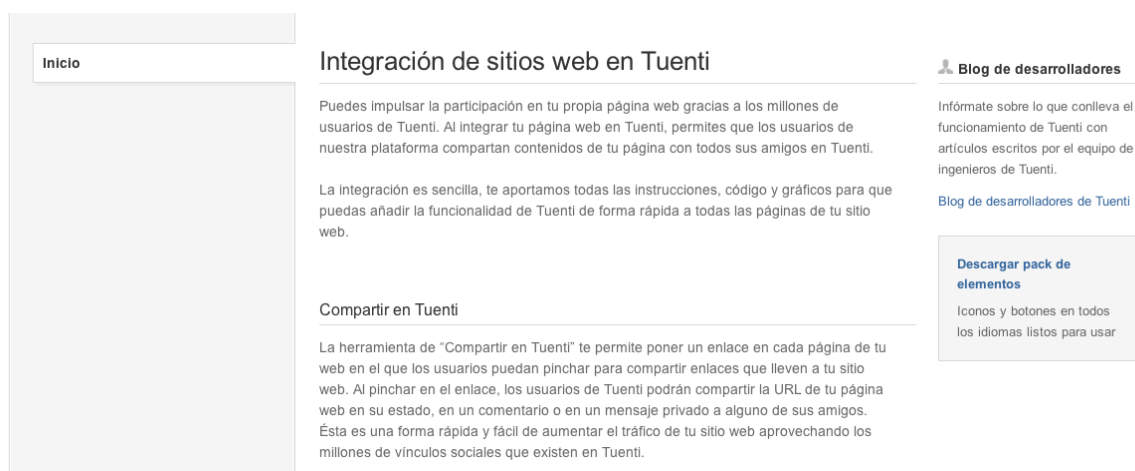 Inicio
Integración de sitios web en Tuenti
Puedes impulsar la participación en tu propia página web gracias a los millones de
usuarios de Tuenti. Al integrar tu página web en Tuenti, permites que los usuarios de
nuestra plataforma compartan contenidos de tu página con todos sus amigos en Tuenti.
La integración es sencilla, te aportamos todas las instrucciones, código y gráficos para que
puedas añadir la funcionalidad de Tuenti de forma rápida a todas las páginas de tu sitio
web.
Compartir en Tuenti
La herramienta de “Compartir en Tuenti” te permite poner un enlace en cada página de tu
web en el que los usuarios puedan pinchar para compartir enlaces que lleven a tu sitio
web. Al pinchar en el enlace, los usuarios de Tuenti podrán compartir la URL de tu página
web en su estado, en un comentario o en un mensaje privado a alguno de sus amigos.
Ésta es una forma rápida y fácil de aumentar el tráfico de tu sitio web aprovechando los
millones de vínculos sociales que existen en Tuenti.
Blog de desarrolladores
Infórmate sobre lo que conlleva el
funcionamiento de Tuenti con
artículos escritos por el equipo de
ingenieros de Tuenti.
Blog de desarrolladores de Tuenti
Descargar pack de
elementos
Iconos y botones en todos
los idiomas listos para usar